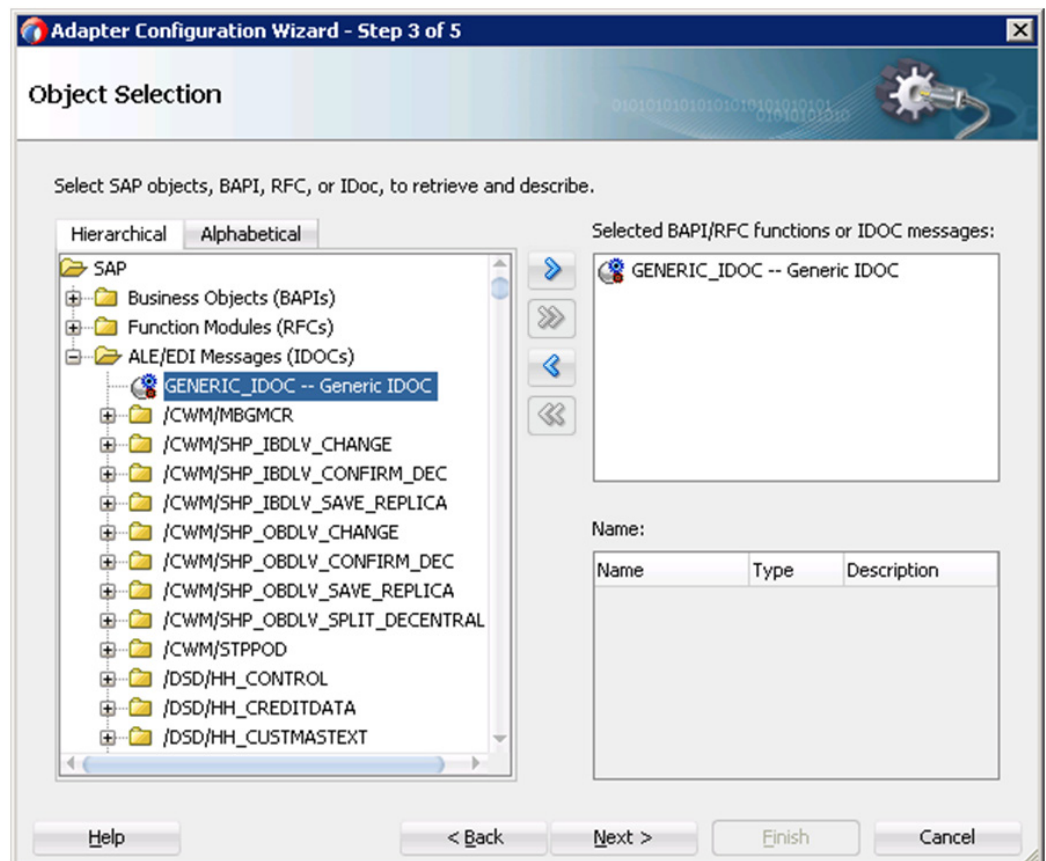 Adapter Configuration Wizard - Step 3 of 5
Object Selection
0101010101010101010101010101
01010101010
Select SAP objects, BAPI, RFC, or IDoc, to retrieve and describe.
Hierarchical
Alphabetical
SAP
Business Objects (BAPIs)
Function Modules (RFCs)
ALE/EDI Messages (IDOCs)
GENERIC_IDOC -- Generic IDOC
/CWM/MBGMCR
/CWM/SHP_IBDLV_CHANGE
/CWM/SHP_IBDLV_CONFIRM_DEC
/CWM/SHP_IBDLV_SAVE_REPLICA
/CWM/SHP_OBDLV_CHANGE
/CWM/SHP_OBDLV_CONFIRM_DEC
/CWM/SHP_OBDLV_SAVE_REPLICA
/CWM/SHP_OBDLV_SPLIT_DECENTRAL
/CWM/STPPOD
/DSD/HH_CONTROL
/DSD/HH_CREDITDATA
/DSD/HH_CUSTMASTEXT
Selected BAPI/RFC functions or IDOC messages:
GENERIC_IDOC -- Generic IDOC
Name:
Name Type Description
Help < Back Next > Finish Cancel